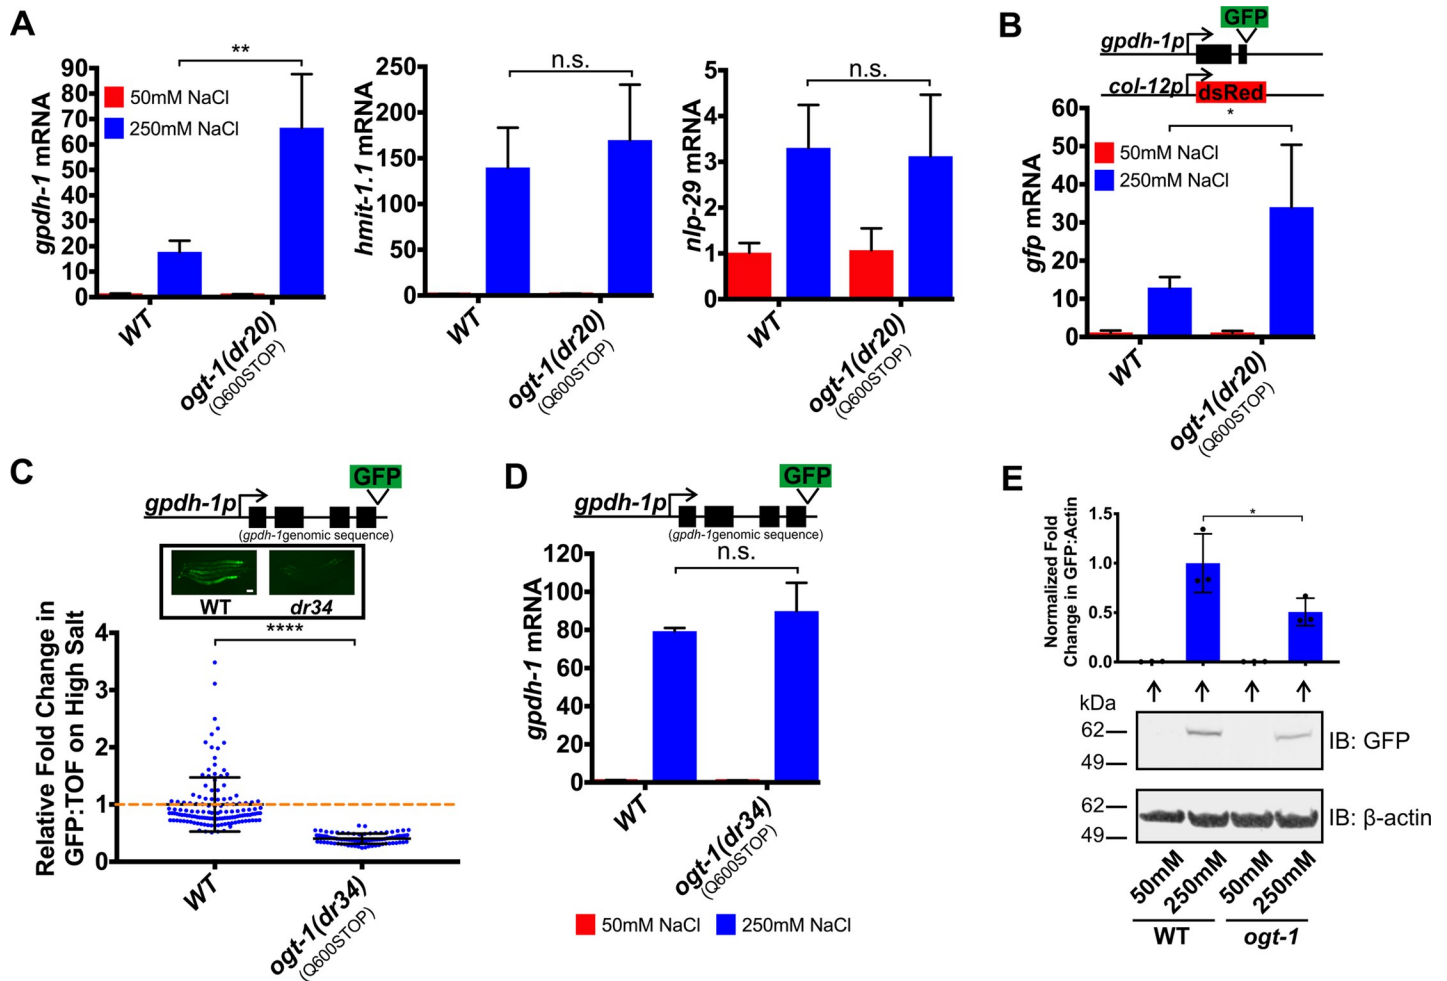 A
gpdh-1 mRNA
90
80
70
60
50
40
30
20
10
0
50mM NaCl
250mM NaCl
**
WT
ogt-1(dr20)
(Q600STOP)
hmit-1.1 mRNA
250
200
150
100
50
0
n.s.
WT
ogt-1(dr20)
(Q600STOP)
nlp-29 mRNA
5
4
3
2
1
0
n.s.
WT
ogt-1(dr20)
(Q600STOP)
B
GFP
gpdh-1p
col-12p
dsRed
gfp mRNA
60
50
40
30
20
10
0
*
50mM NaCl
250mM NaCl
WT
ogt-1(dr20)
(Q600STOP)
C
GFP
gpdh-1p
(gpdh-1genomic sequence)
WT
dr34
****
Relative Fold Change in
GFP:TOF on High Salt
4
3
2
1
0
WT
ogt-1(dr34)
(Q600STOP)
D
GFP
gpdh-1p
(gpdh-1genomic sequence)
n.s.
gpdh-1 mRNA
120
100
80
60
40
20
0
WT
ogt-1(dr34)
(Q600STOP)
50mM NaCl
250mM NaCl
E
Normalized Fold
Change in GFP:Actin
1.5
1.0
0.5
0.0
*
kDa
62
49
IB: GFP
62
49
IB: β-actin
50mM
250mM
50mM
250mM
WT
ogt-1